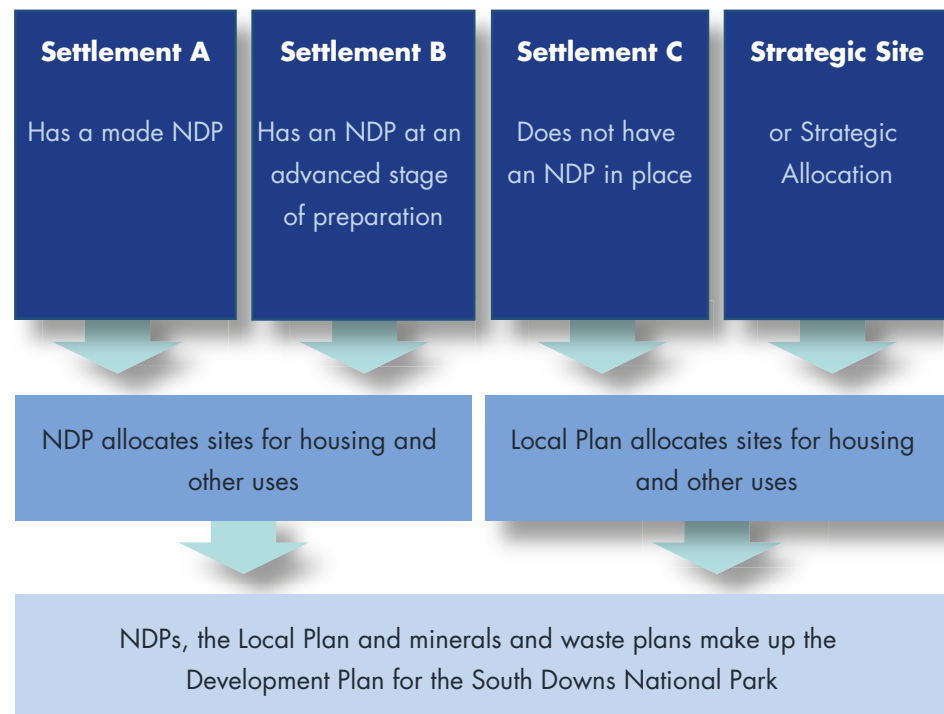 Settlement A
Has a made NDP
Settlement B
Has an NDP at an
advanced stage
of preparation
Settlement C
Does not have
an NDP in place
Strategic Site
or Strategic
Allocation
NDP allocates sites for housing and
other uses
Local Plan allocates sites for housing
and other uses
NDPs, the Local Plan and minerals and waste plans make up the
Development Plan for the South Downs National Park